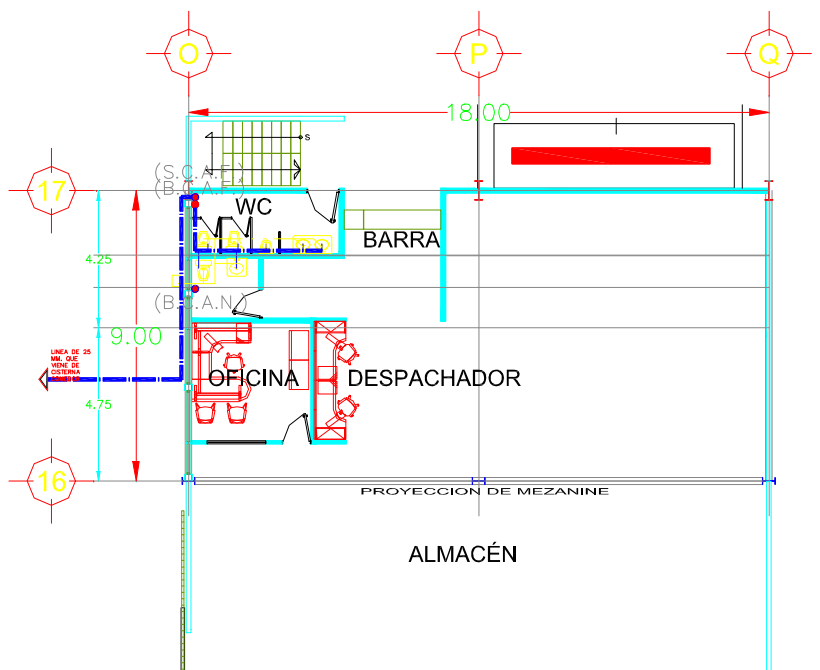 O
P
Q
18.00
S
(S.C.A.F.)
(B.C.A.F.)
17
WC
BARRA
4.25
(B.C.A.N.)
9.00
LINEA DE 25
MM. QUE
VIENE DE
CISTERNA
OFICINA
DESPACHADOR
4.75
16
PROYECCION DE MEZANINE
ALMACÉN